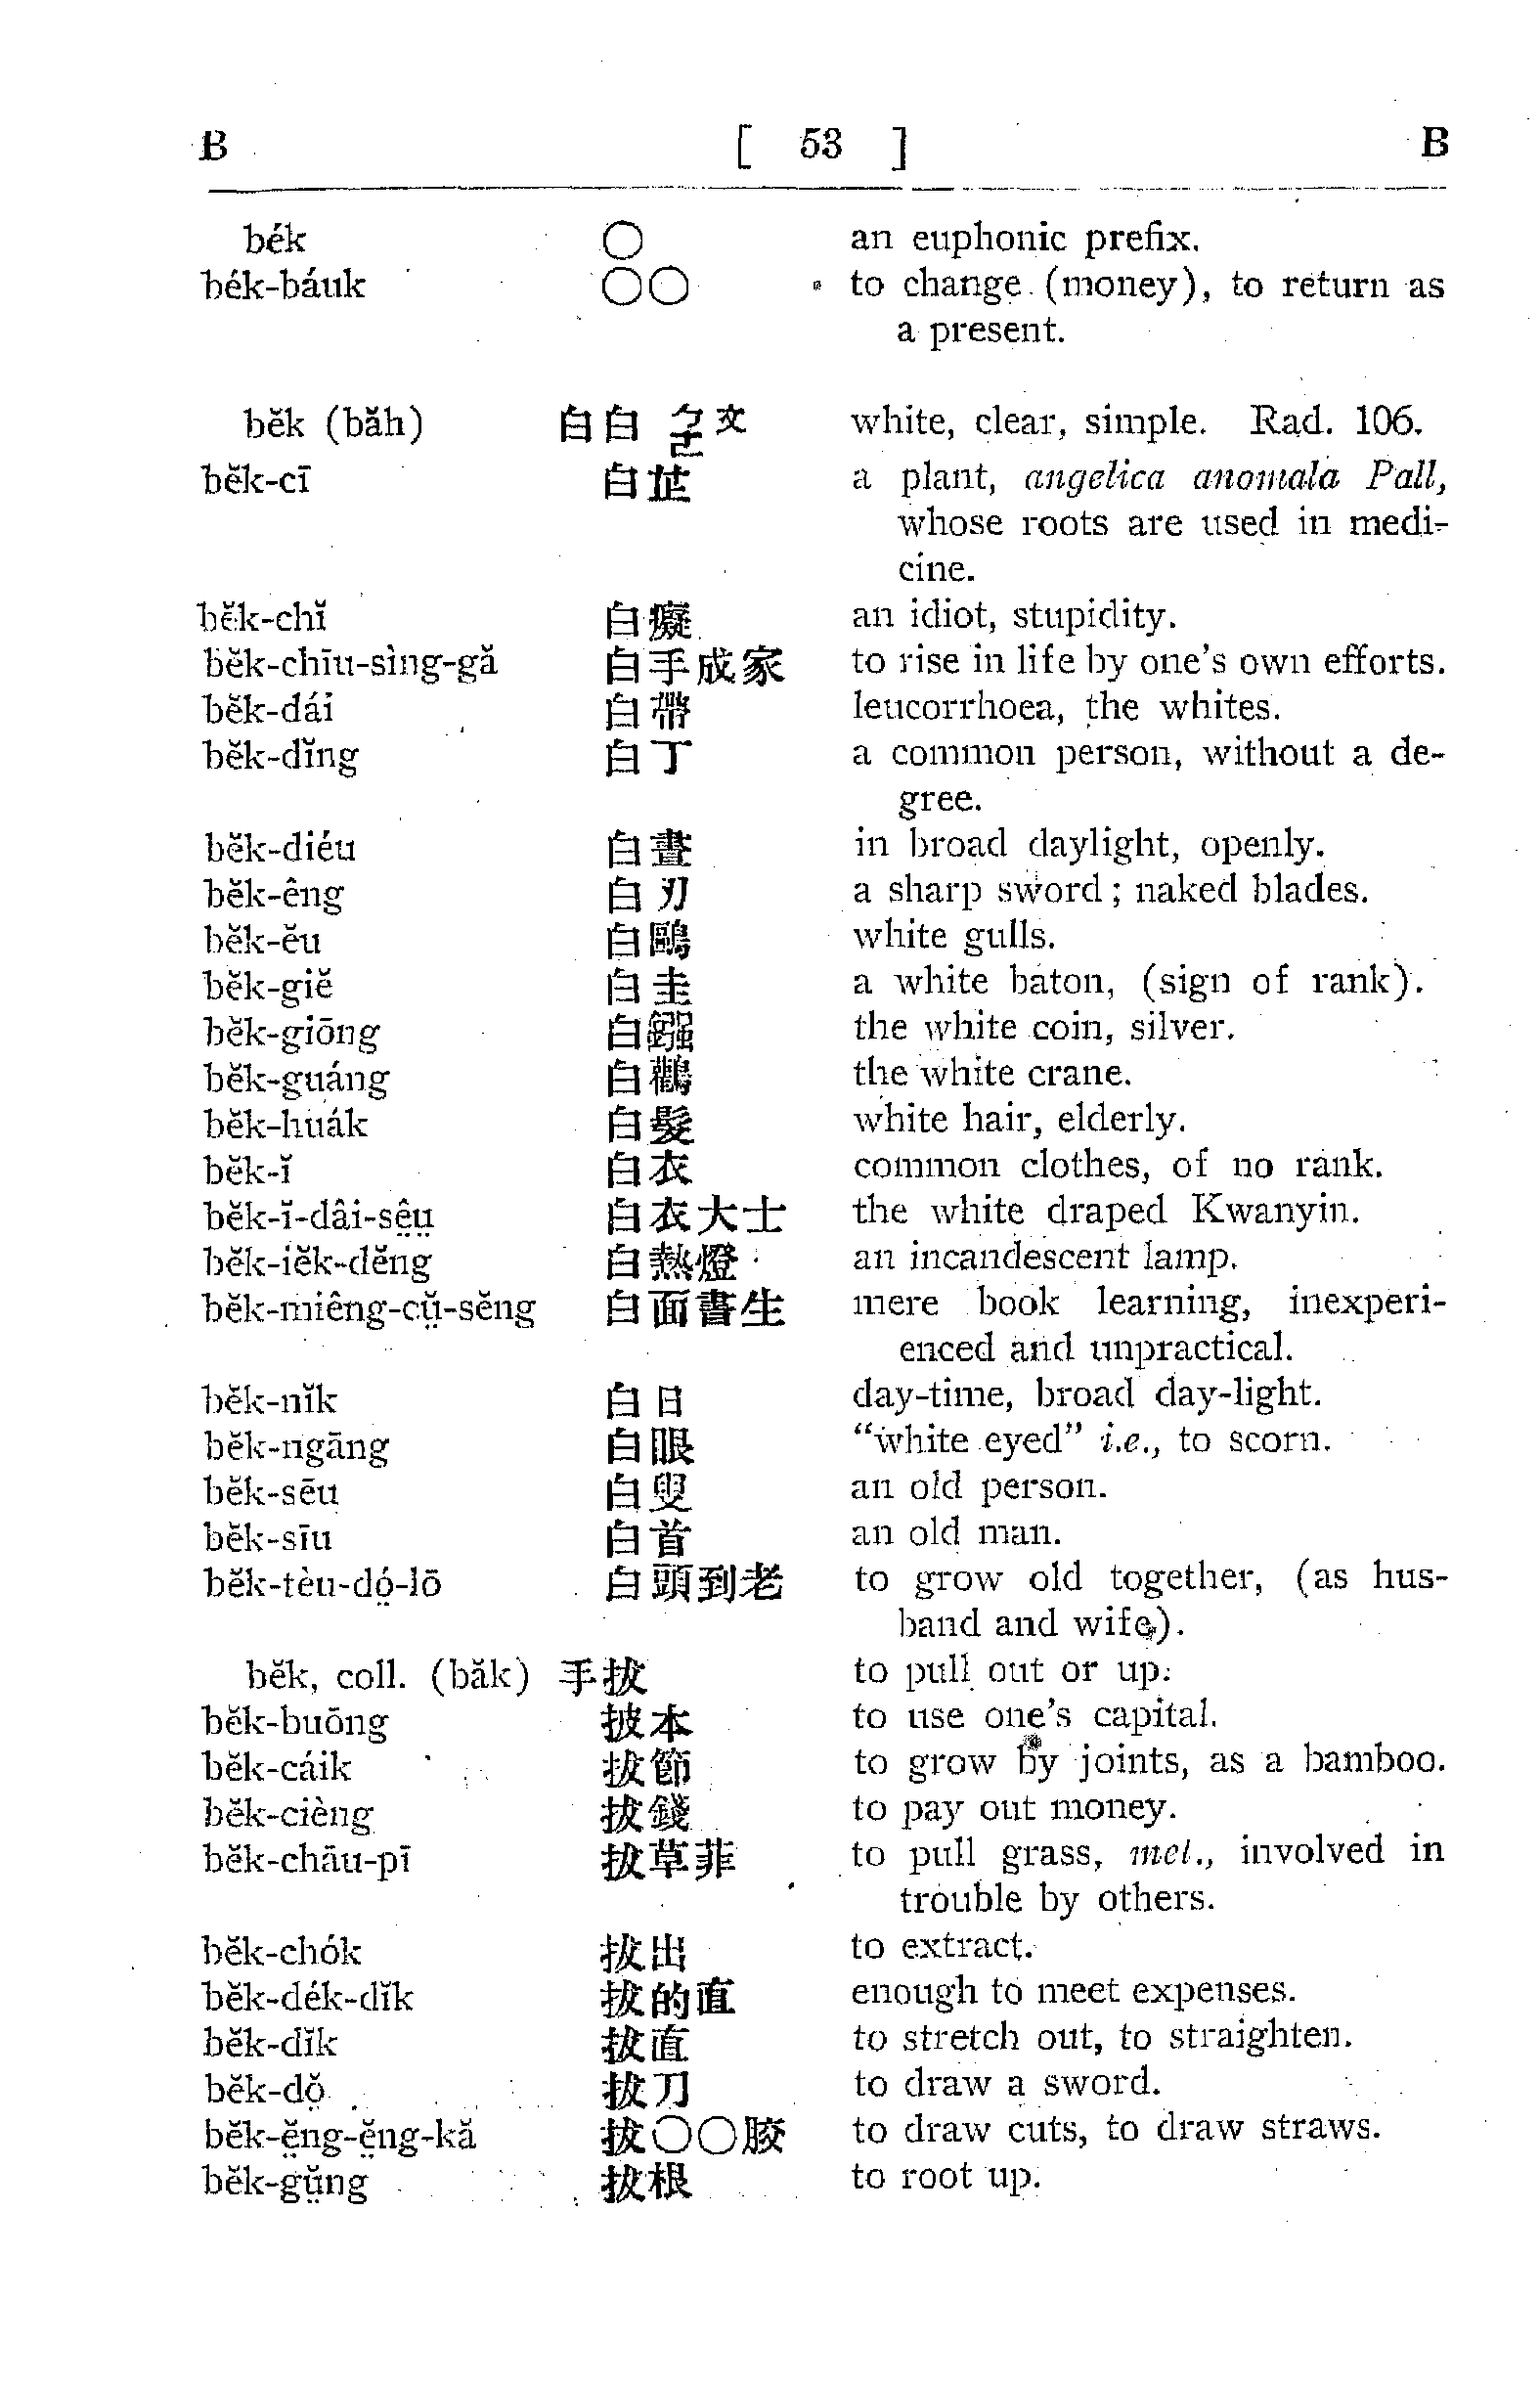 B [ 53 ] B
bék ○ an euphonic prefix.
bék-báuk ○○ to change (money), to return as
a present.
bĕk (băh) 白白 文 white, clear, simple. Rad. 106.
bĕk-cī 白芷 a plant, angelica anomala Pall,
whose roots are used in medi-
cine.
bĕk-chĭ 白癡 an idiot, stupidity.
bĕk-chīu-sìng-gă 白手成家 to rise in life by one's own efforts.
bĕk-dái 白帶 leucorrhoea, the whites.
bĕk-dĭng 白丁 a common person, without a de-
gree.
bĕk-diéu 白晝 in broad daylight, openly.
bĕk-êng 白刃 a sharp sword; naked blades.
bĕk-ĕu 白鷗 white gulls.
bĕk-giĕ 白圭 a white baton, (sign of rank).
bĕk-giōng 白鏹 the white coin, silver.
bĕk-guáng 白鸛 the white crane.
bĕk-huák 白髮 white hair, elderly.
bĕk-ĭ 白衣 common clothes, of no rank.
bĕk-ĭ-dâi-sê̤ṳ 白衣大士 the white draped Kwanyin.
bĕk-iĕk-dĕng 白熱燈 an incandescent lamp.
bĕk-miêng-cṳ̆-sĕng 白面書生 mere book learning, inexperi-
enced and unpractical.
bĕk-nĭk 白日 day-time, broad day-light.
bĕk-ngāng 白眼 “white eyed” i.e., to scorn.
bĕk-sēu 白叟 an old person.
bĕk-sīu 白首 an old man.
bĕk-tèu-dó̤-lō 白頭到老 to grow old together, (as hus-
band and wife).
bĕk, coll. (băk) 手拔 to pull out or up.
bĕk-buōng 拔本 to use one's capital.
bĕk-cáik 拔節 to grow by joints, as a bamboo.
bĕk-cièng 拔錢 to pay out money.
bĕk-chāu-pī 拔草菲 to pull grass, met., involved in
trouble by others.
bĕk-chók 拔出 to extract.
bĕk-dék-dĭk 拔的直 enough to meet expenses.
bĕk-dĭk 拔直 to stretch out, to straighten.
bĕk-dŏ̤ 拔刀 to draw a sword.
bĕk-ĕ̤ng-ĕ̤ng-kă 拔○○骹 to draw cuts, to draw straws.
bĕk-gṳ̆ng 拔根 to root up.